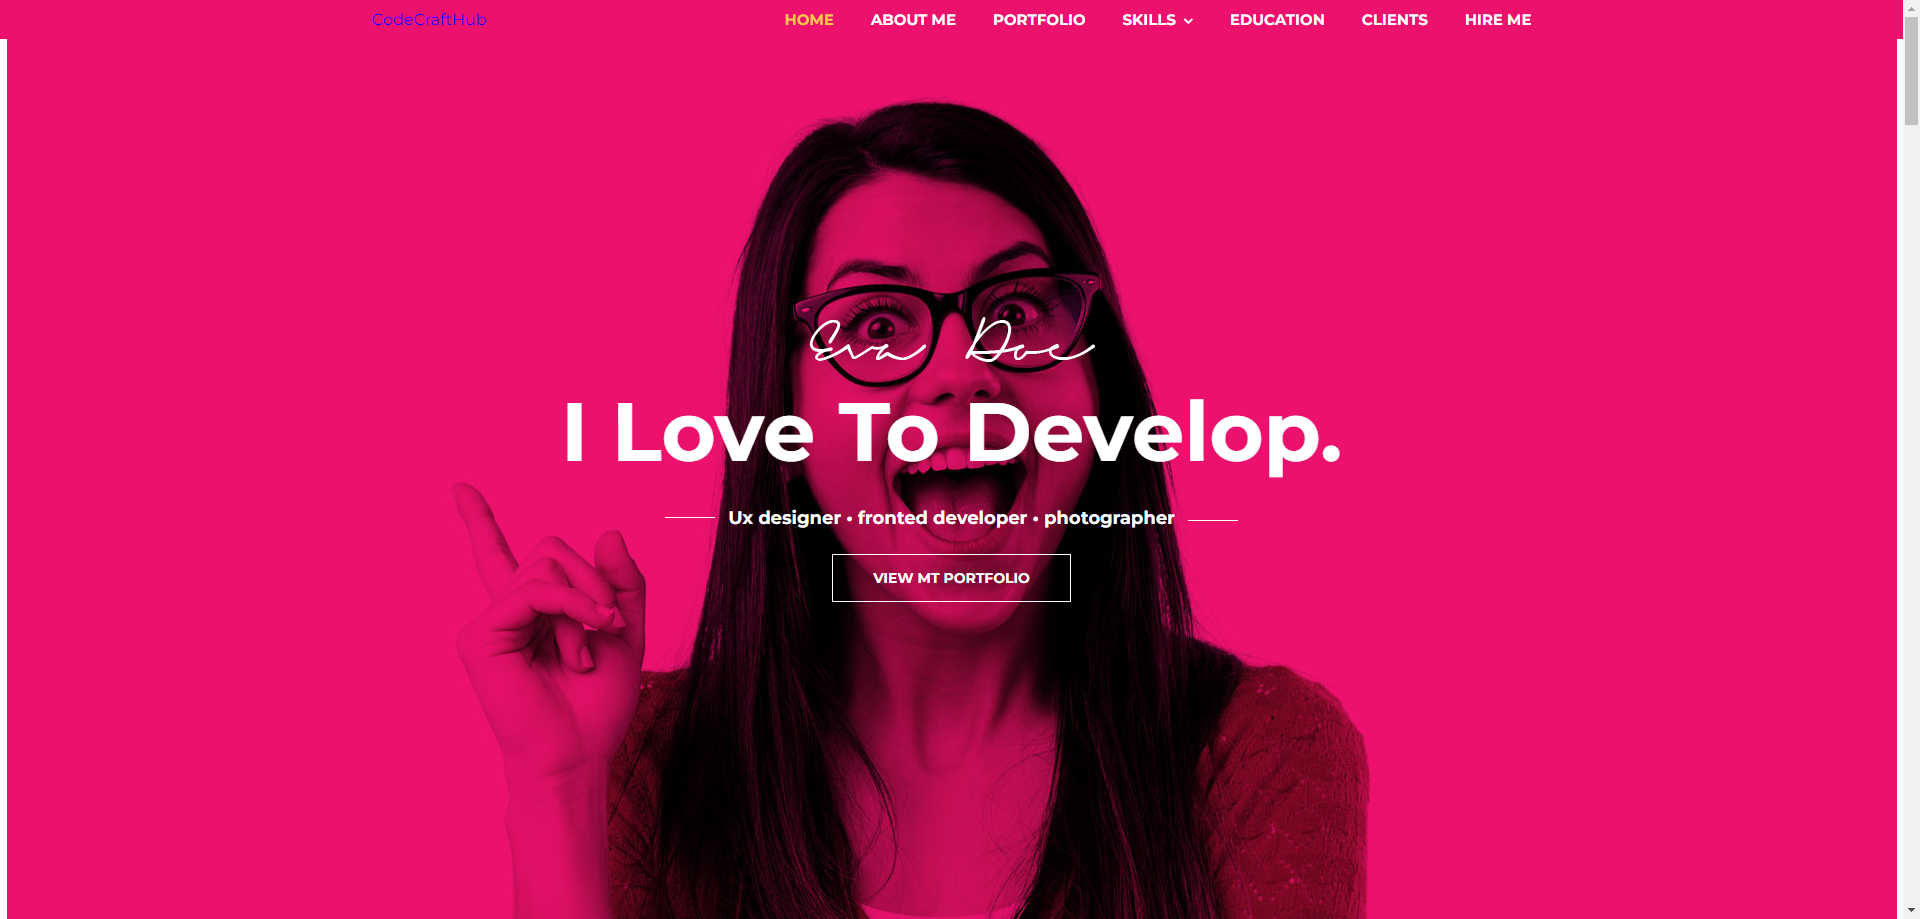 CodeCraftHub
HOME ABOUT ME PORTFOLIO SKILLS EDUCATION CLIENTS HIRE ME
Eva Doe
I Love To Develop.
Ux designer • fronted developer • photographer
VIEW MT PORTFOLIO